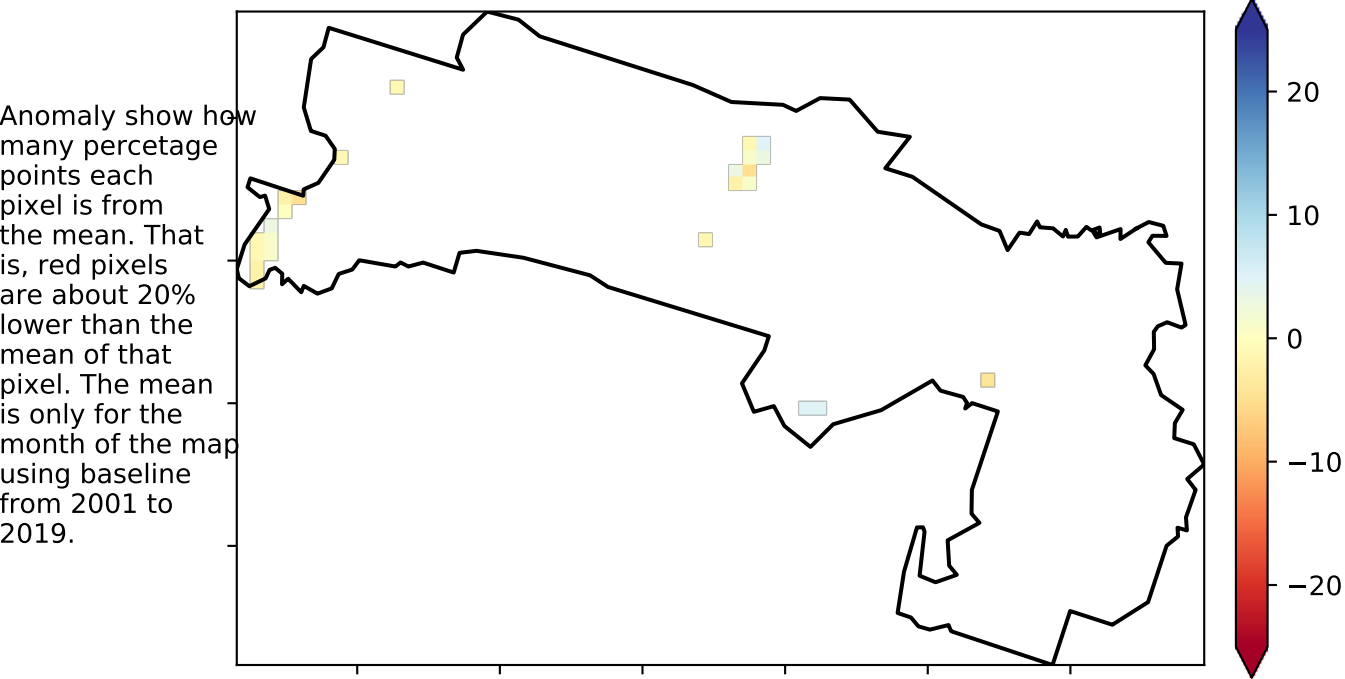 Anomaly show how
many percetage
points each
pixel is from
the mean. That
is, red pixels
are about 20%
lower than the
mean of that
pixel. The mean
is only for the
month of the map
using baseline
from 2001 to
2019.
20
10
0
−10
−20